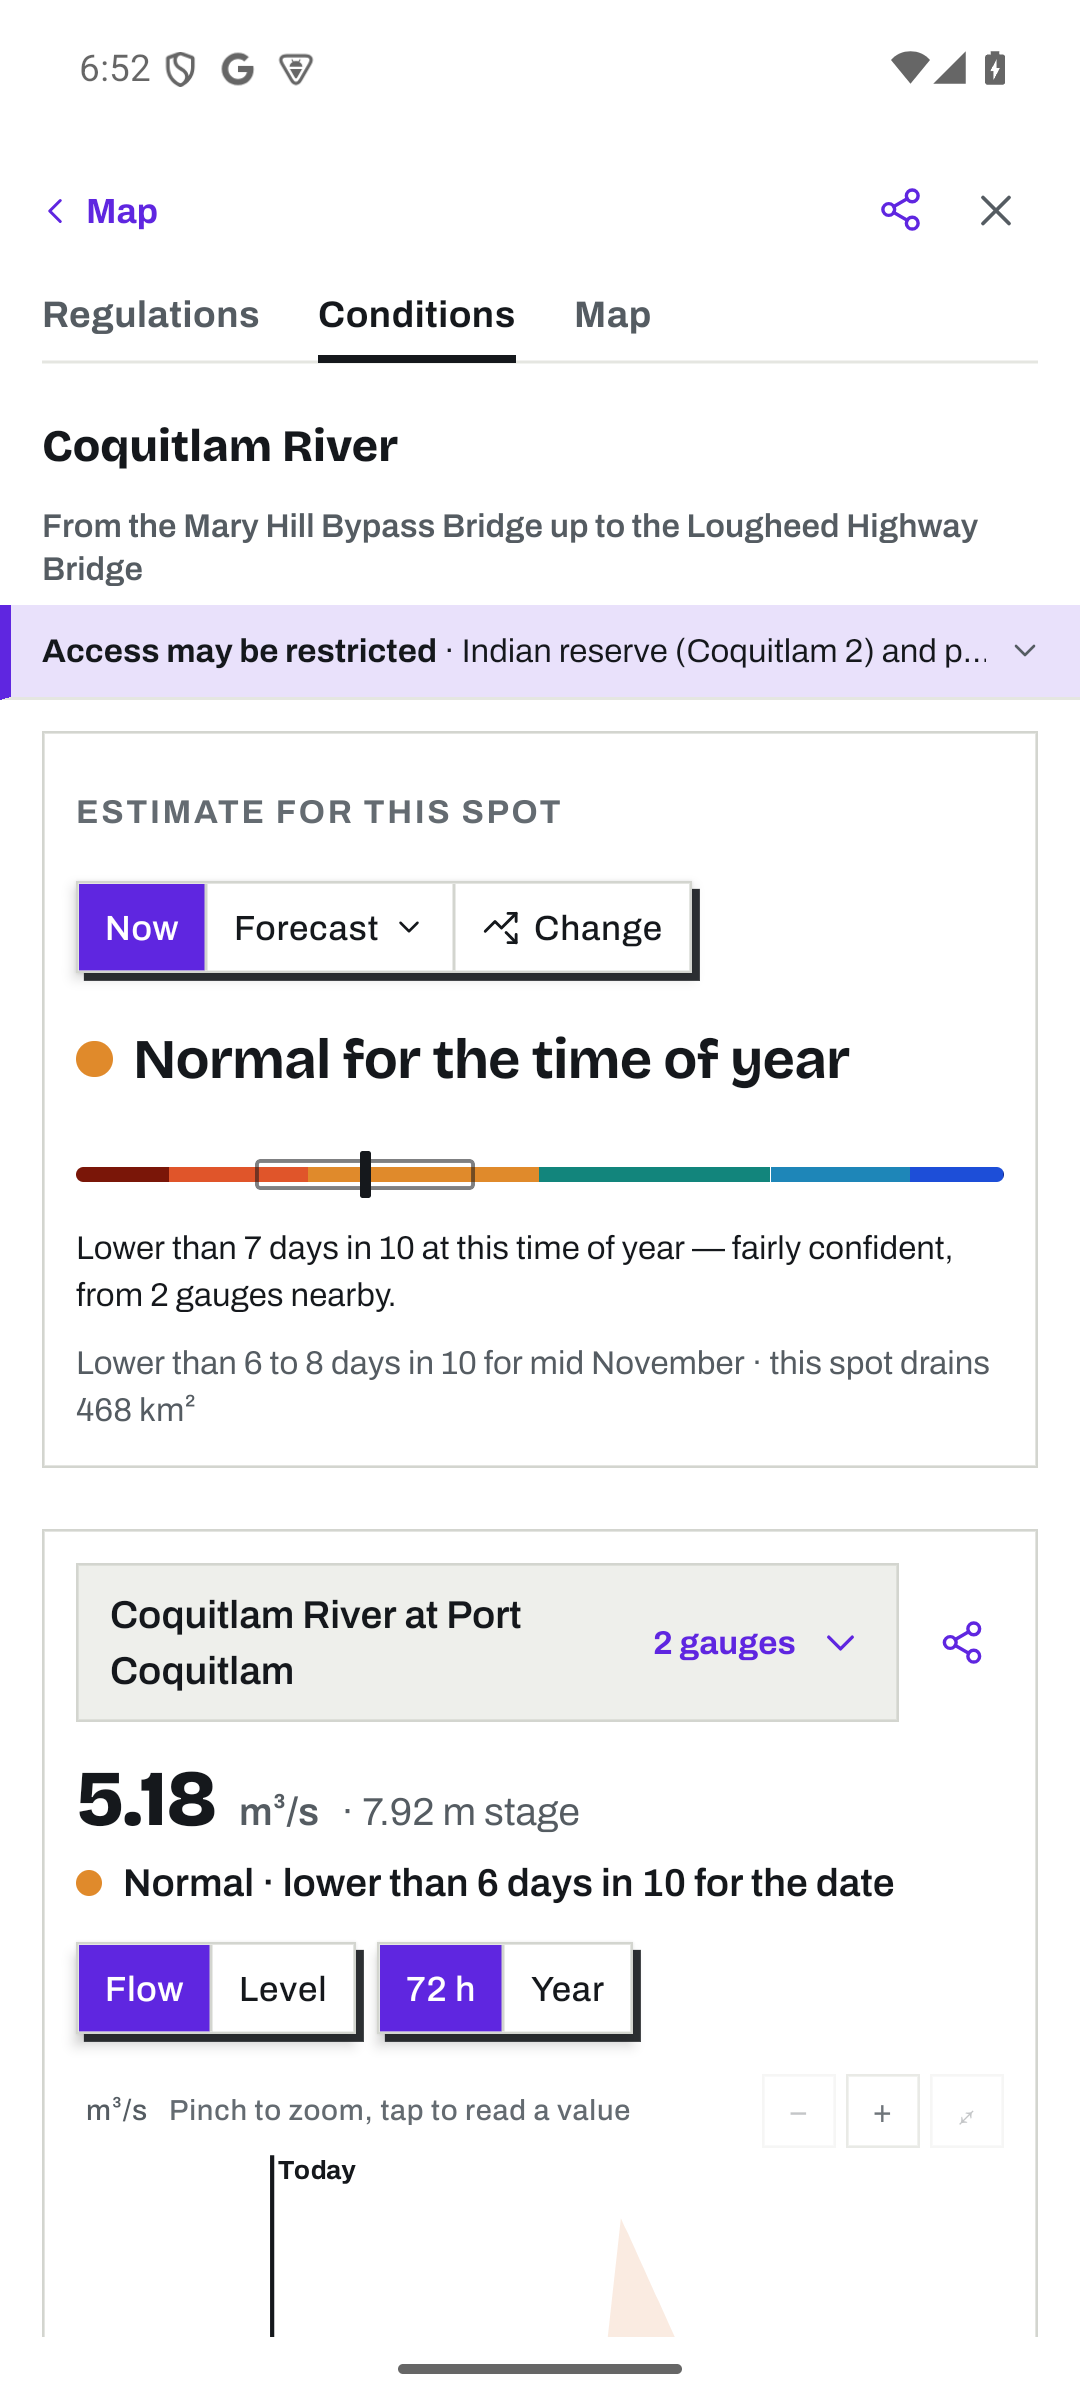 6:52
Map
Regulations Conditions Map
Coquitlam River
From the Mary Hill Bypass Bridge up to the Lougheed Highway
Bridge
Access may be restricted · Indian reserve (Coquitlam 2) and p...
ESTIMATE FOR THIS SPOT
Now Forecast Change
Normal for the time of year
Lower than 7 days in 10 at this time of year — fairly confident,
from 2 gauges nearby.
Lower than 6 to 8 days in 10 for mid November · this spot drains
468 km²
Coquitlam River at Port
Coquitlam
2 gauges
5.18 m³/s · 7.92 m stage
Normal · lower than 6 days in 10 for the date
Flow Level 72 h Year
m³/s Pinch to zoom, tap to read a value
− +
Today